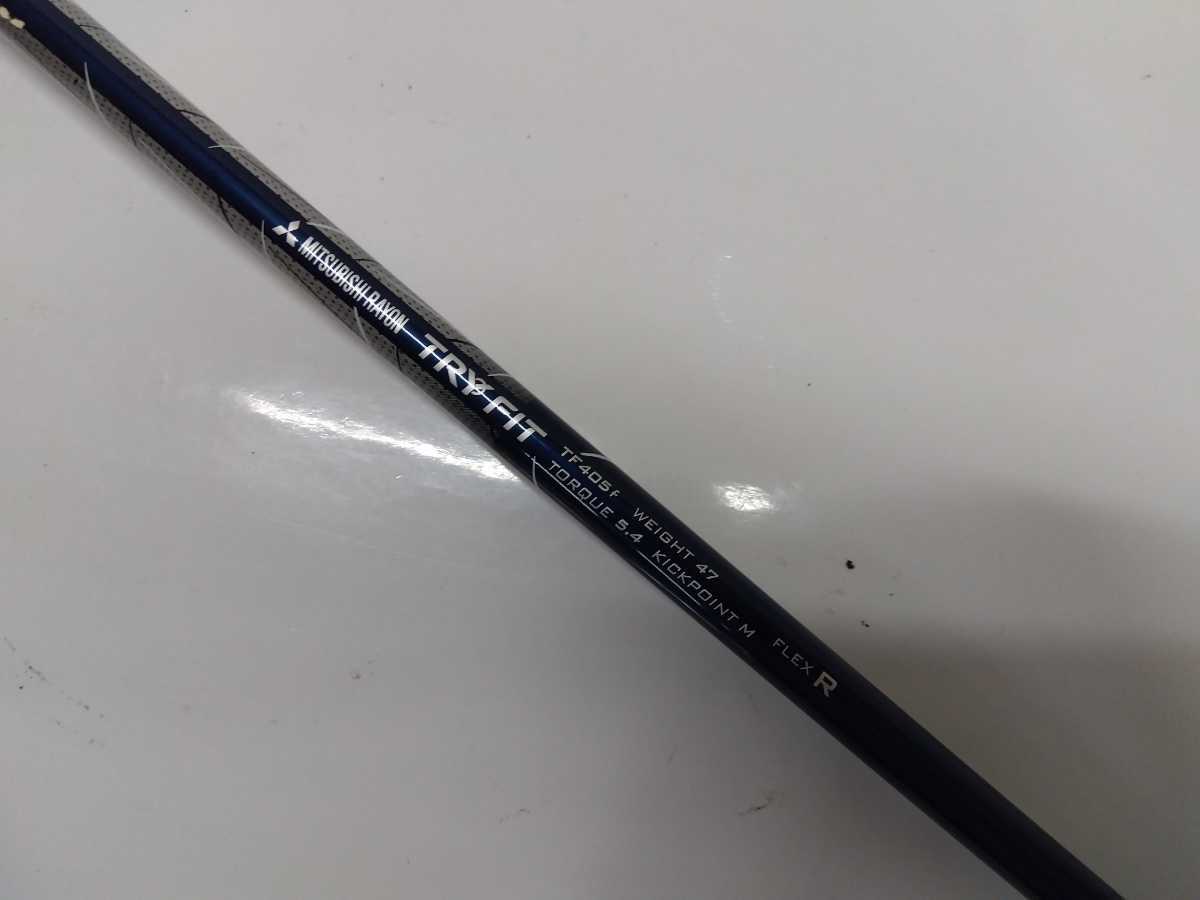 MITSUBISHI RAYON TRY FIT
TF405f WEIGHT 47
TORQUE 5.4 KICKPOINT M FLEX R